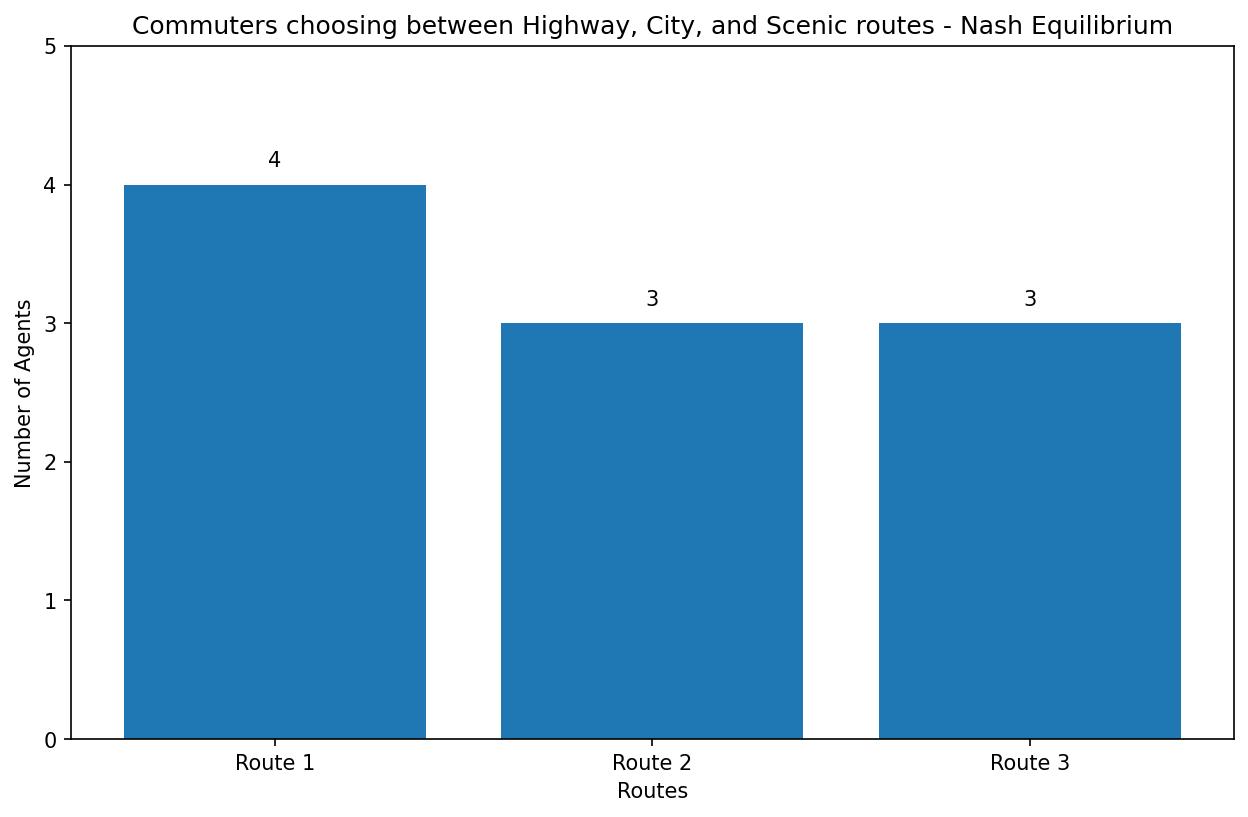 Commuters choosing between Highway, City, and Scenic routes - Nash Equilibrium
5
4
3
2
1
0
Number of Agents
4
3
3
Route 1
Route 2
Route 3
Routes